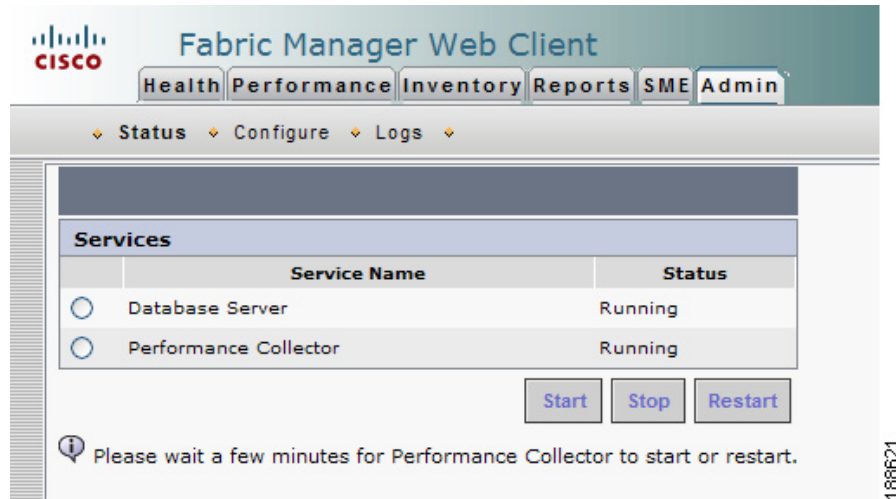 CISCO
Fabric Manager Web Client
Health Performance Inventory Reports SME Admin
Status Configure Logs
Services
Service Name Status
Database Server Running
Performance Collector Running
Start Stop Restart
Please wait a few minutes for Performance Collector to start or restart.
188621